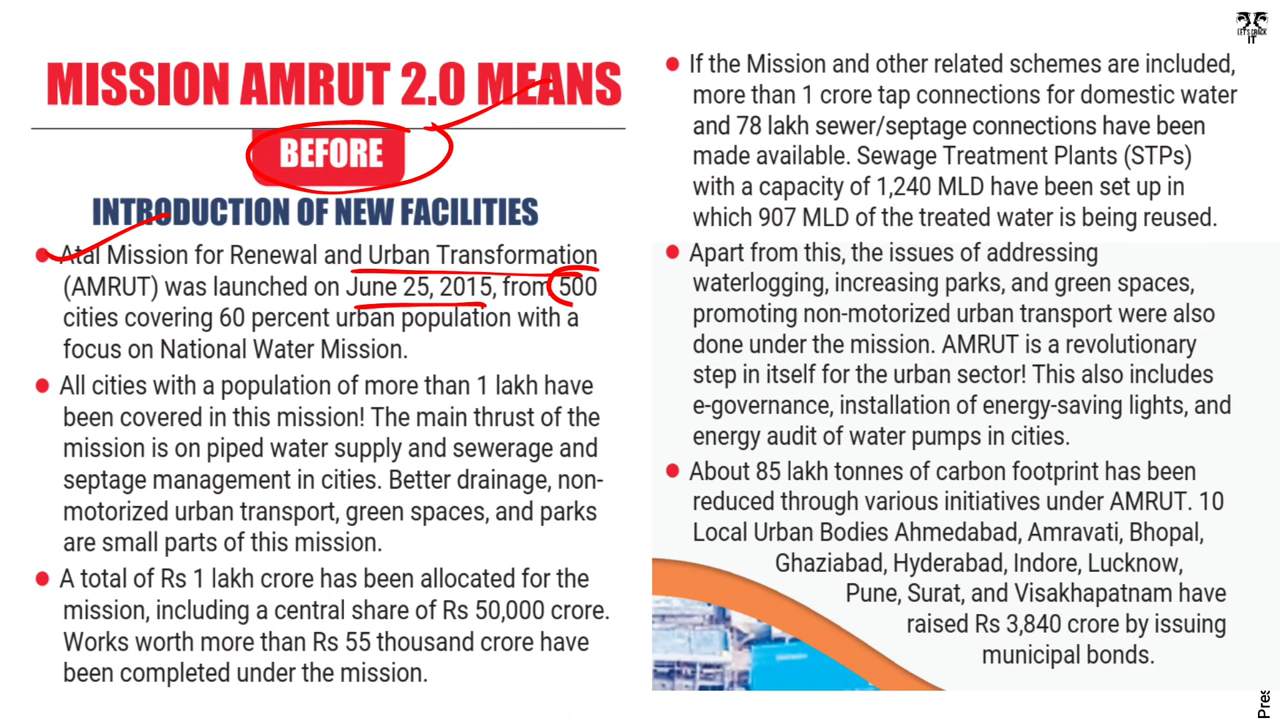 MISSION AMRUT 2.0 MEANS
BEFORE
INTRODUCTION OF NEW FACILITIES
Atal Mission for Renewal and Urban Transformation
(AMRUT) was launched on June 25, 2015, from 500
cities covering 60 percent urban population with a
focus on National Water Mission.
All cities with a population of more than 1 lakh have
been covered in this mission! The main thrust of the
mission is on piped water supply and sewerage and
septage management in cities. Better drainage, non-
motorized urban transport, green spaces, and parks
are small parts of this mission.
A total of Rs 1 lakh crore has been allocated for the
mission, including a central share of Rs 50,000 crore.
Works worth more than Rs 55 thousand crore have
been completed under the mission.
If the Mission and other related schemes are included,
more than 1 crore tap connections for domestic water
and 78 lakh sewer/septage connections have been
made available. Sewage Treatment Plants (STPs)
with a capacity of 1,240 MLD have been set up in
which 907 MLD of the treated water is being reused.
Apart from this, the issues of addressing
waterlogging, increasing parks, and green spaces,
promoting non-motorized urban transport were also
done under the mission. AMRUT is a revolutionary
step in itself for the urban sector! This also includes
e-governance, installation of energy-saving lights, and
energy audit of water pumps in cities.
About 85 lakh tonnes of carbon footprint has been
reduced through various initiatives under AMRUT. 10
Local Urban Bodies Ahmedabad, Amravati, Bhopal,
Ghaziabad, Hyderabad, Indore, Lucknow,
Pune, Surat, and Visakhapatnam have
raised Rs 3,840 crore by issuing
municipal bonds.
LET'S CRACK
IT
Pres